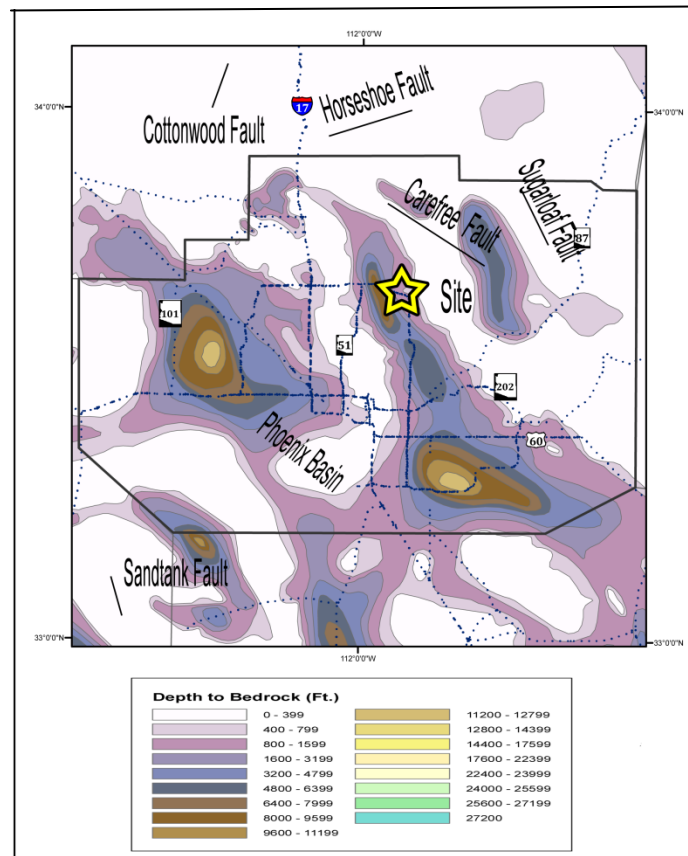 112°0'0"W
34°0'0"N
34°0'0"N
17
Horseshoe Fault
Cottonwood Fault
Sugarloaf Fault
Carefree Fault
87
Site
101
51
202
60
Phoenix Basin
Sandtank Fault
33°0'0"N
33°0'0"N
112°0'0"W
Depth to Bedrock (Ft.)
0 - 399
400 - 799
800 - 1599
1600 - 3199
3200 - 4799
4800 - 6399
6400 - 7999
8000 - 9599
9600 - 11199
11200 - 12799
12800 - 14399
14400 - 17599
17600 - 22399
22400 - 23999
24000 - 25599
25600 - 27199
27200